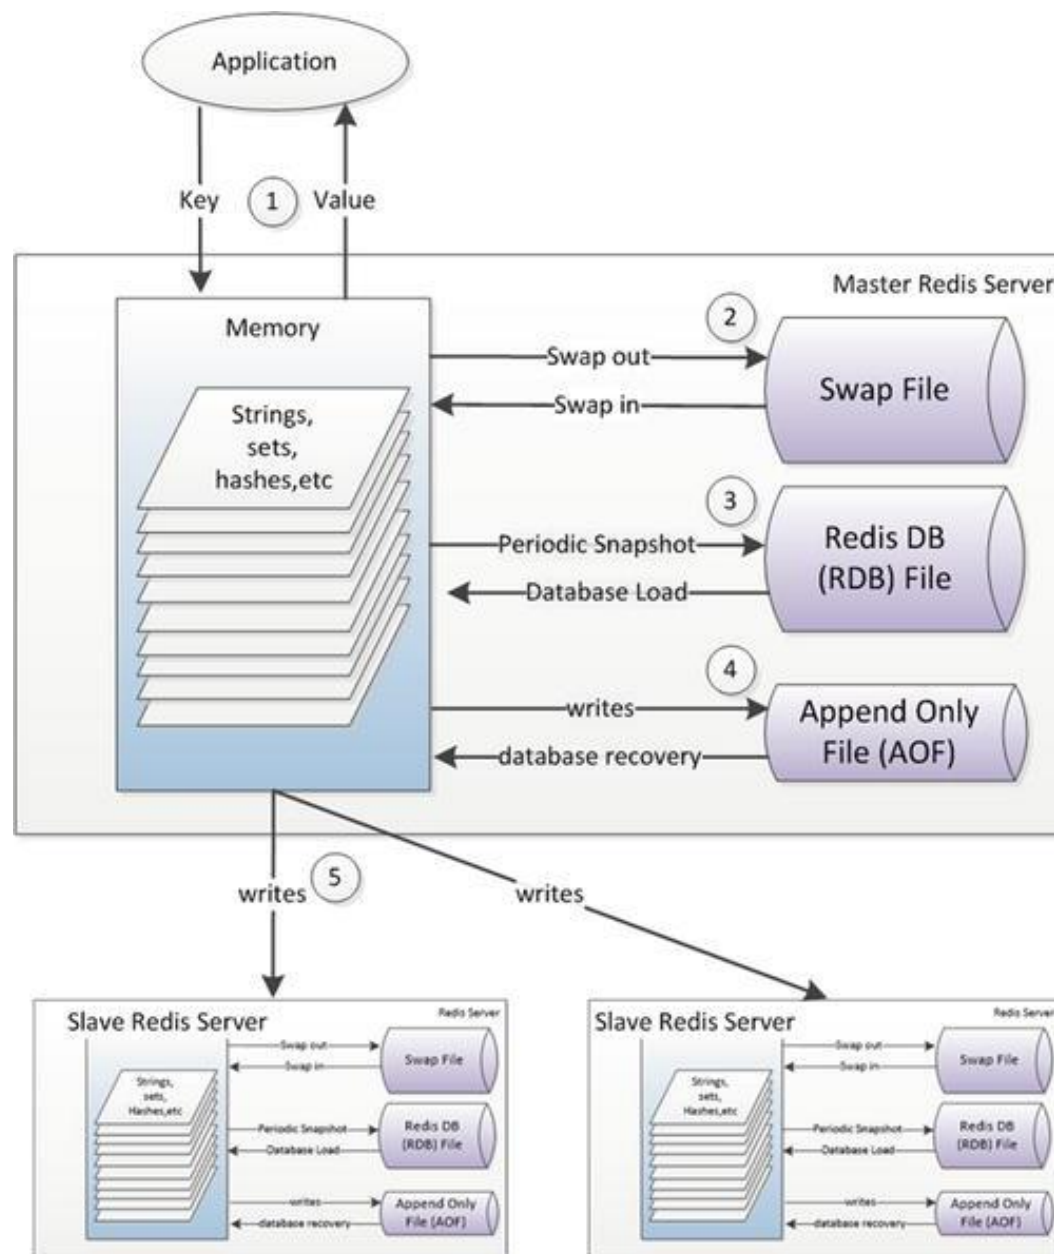 Application
Key
1
Value
Master Redis Server
Memory
2
Swap out
Swap in
Swap File
Strings,
sets,
hashes,etc
3
Periodic Snapshot
Database Load
Redis DB
(RDB) File
4
writes
database recovery
Append Only
File (AOF)
5
writes
writes
Slave Redis Server
Redis Server
Swap out
Swap in
Swap File
Strings,
sets,
Hashes,etc
Periodic Snapshot
Database Load
Redis DB
(RDB) File
writes
database recovery
Append Only
File (AOF)
Slave Redis Server
Redis Server
Swap out
Swap in
Swap File
Strings,
sets,
Hashes,etc
Periodic Snapshot
Database Load
Redis DB
(RDB) File
writes
database recovery
Append Only
File (AOF)